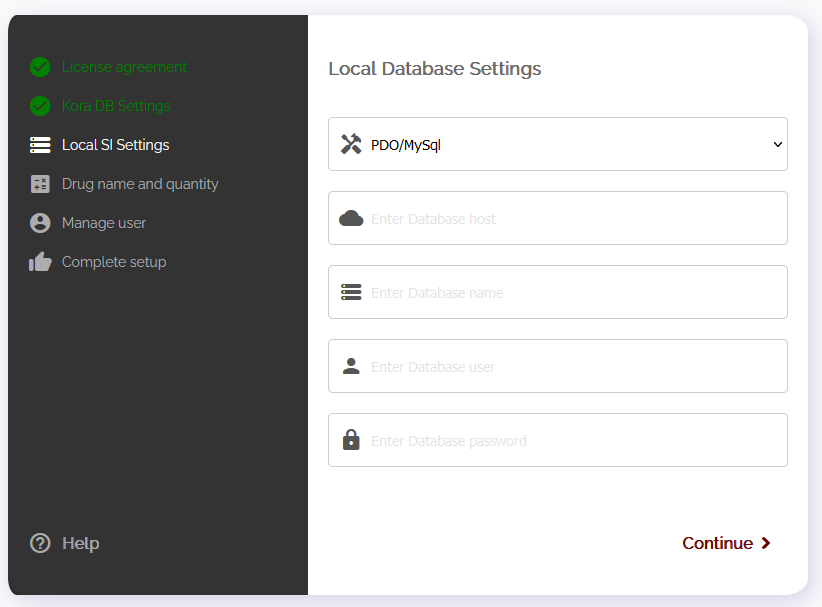 License agreement
Kora DB Settings
Local SI Settings
Drug name and quantity
Manage user
Complete setup
Help
Local Database Settings
PDO/MySql
Enter Database host
Enter Database name
Enter Database user
Enter Database password
Continue